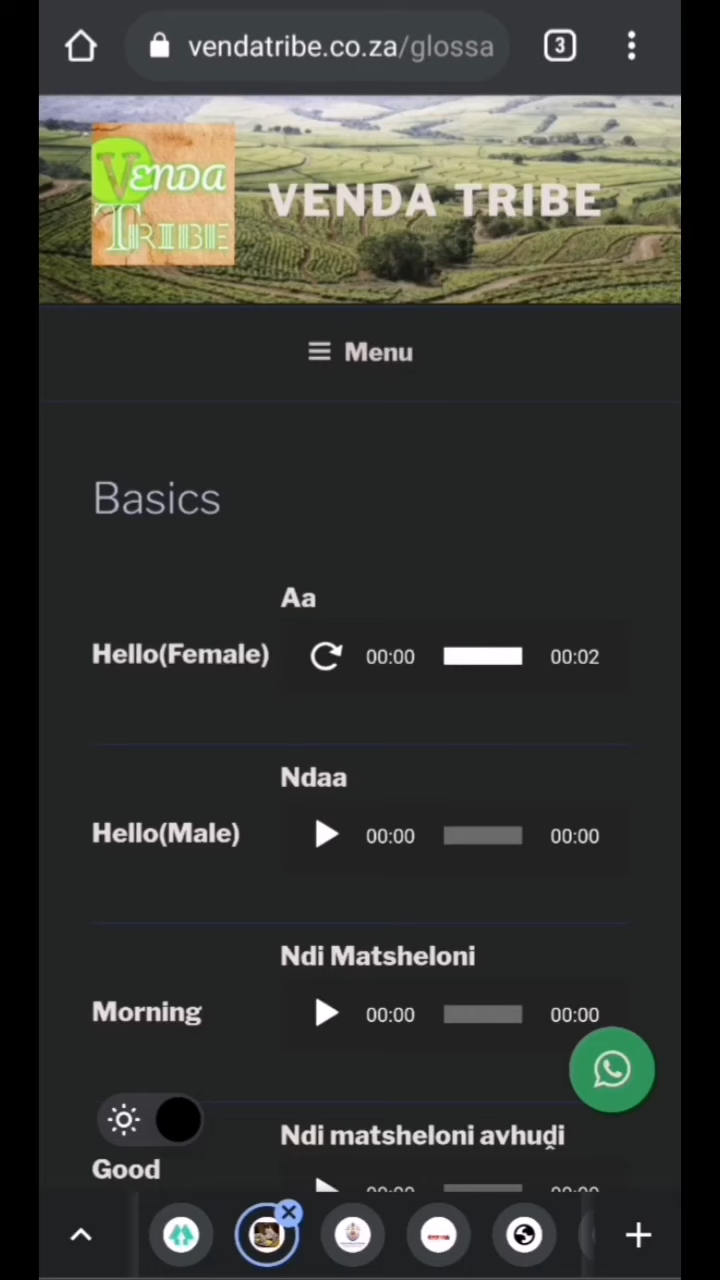 vendatribe.co.za/glossa
3
Venda
Tribe
VENDA TRIBE
Menu
Basics
Aa
Hello(Female)
00:00
00:02
Ndaa
Hello(Male)
00:00
00:00
Ndi Matsheloni
Morning
00:00
00:00
Ndi matsheloni avhuḓi
Good